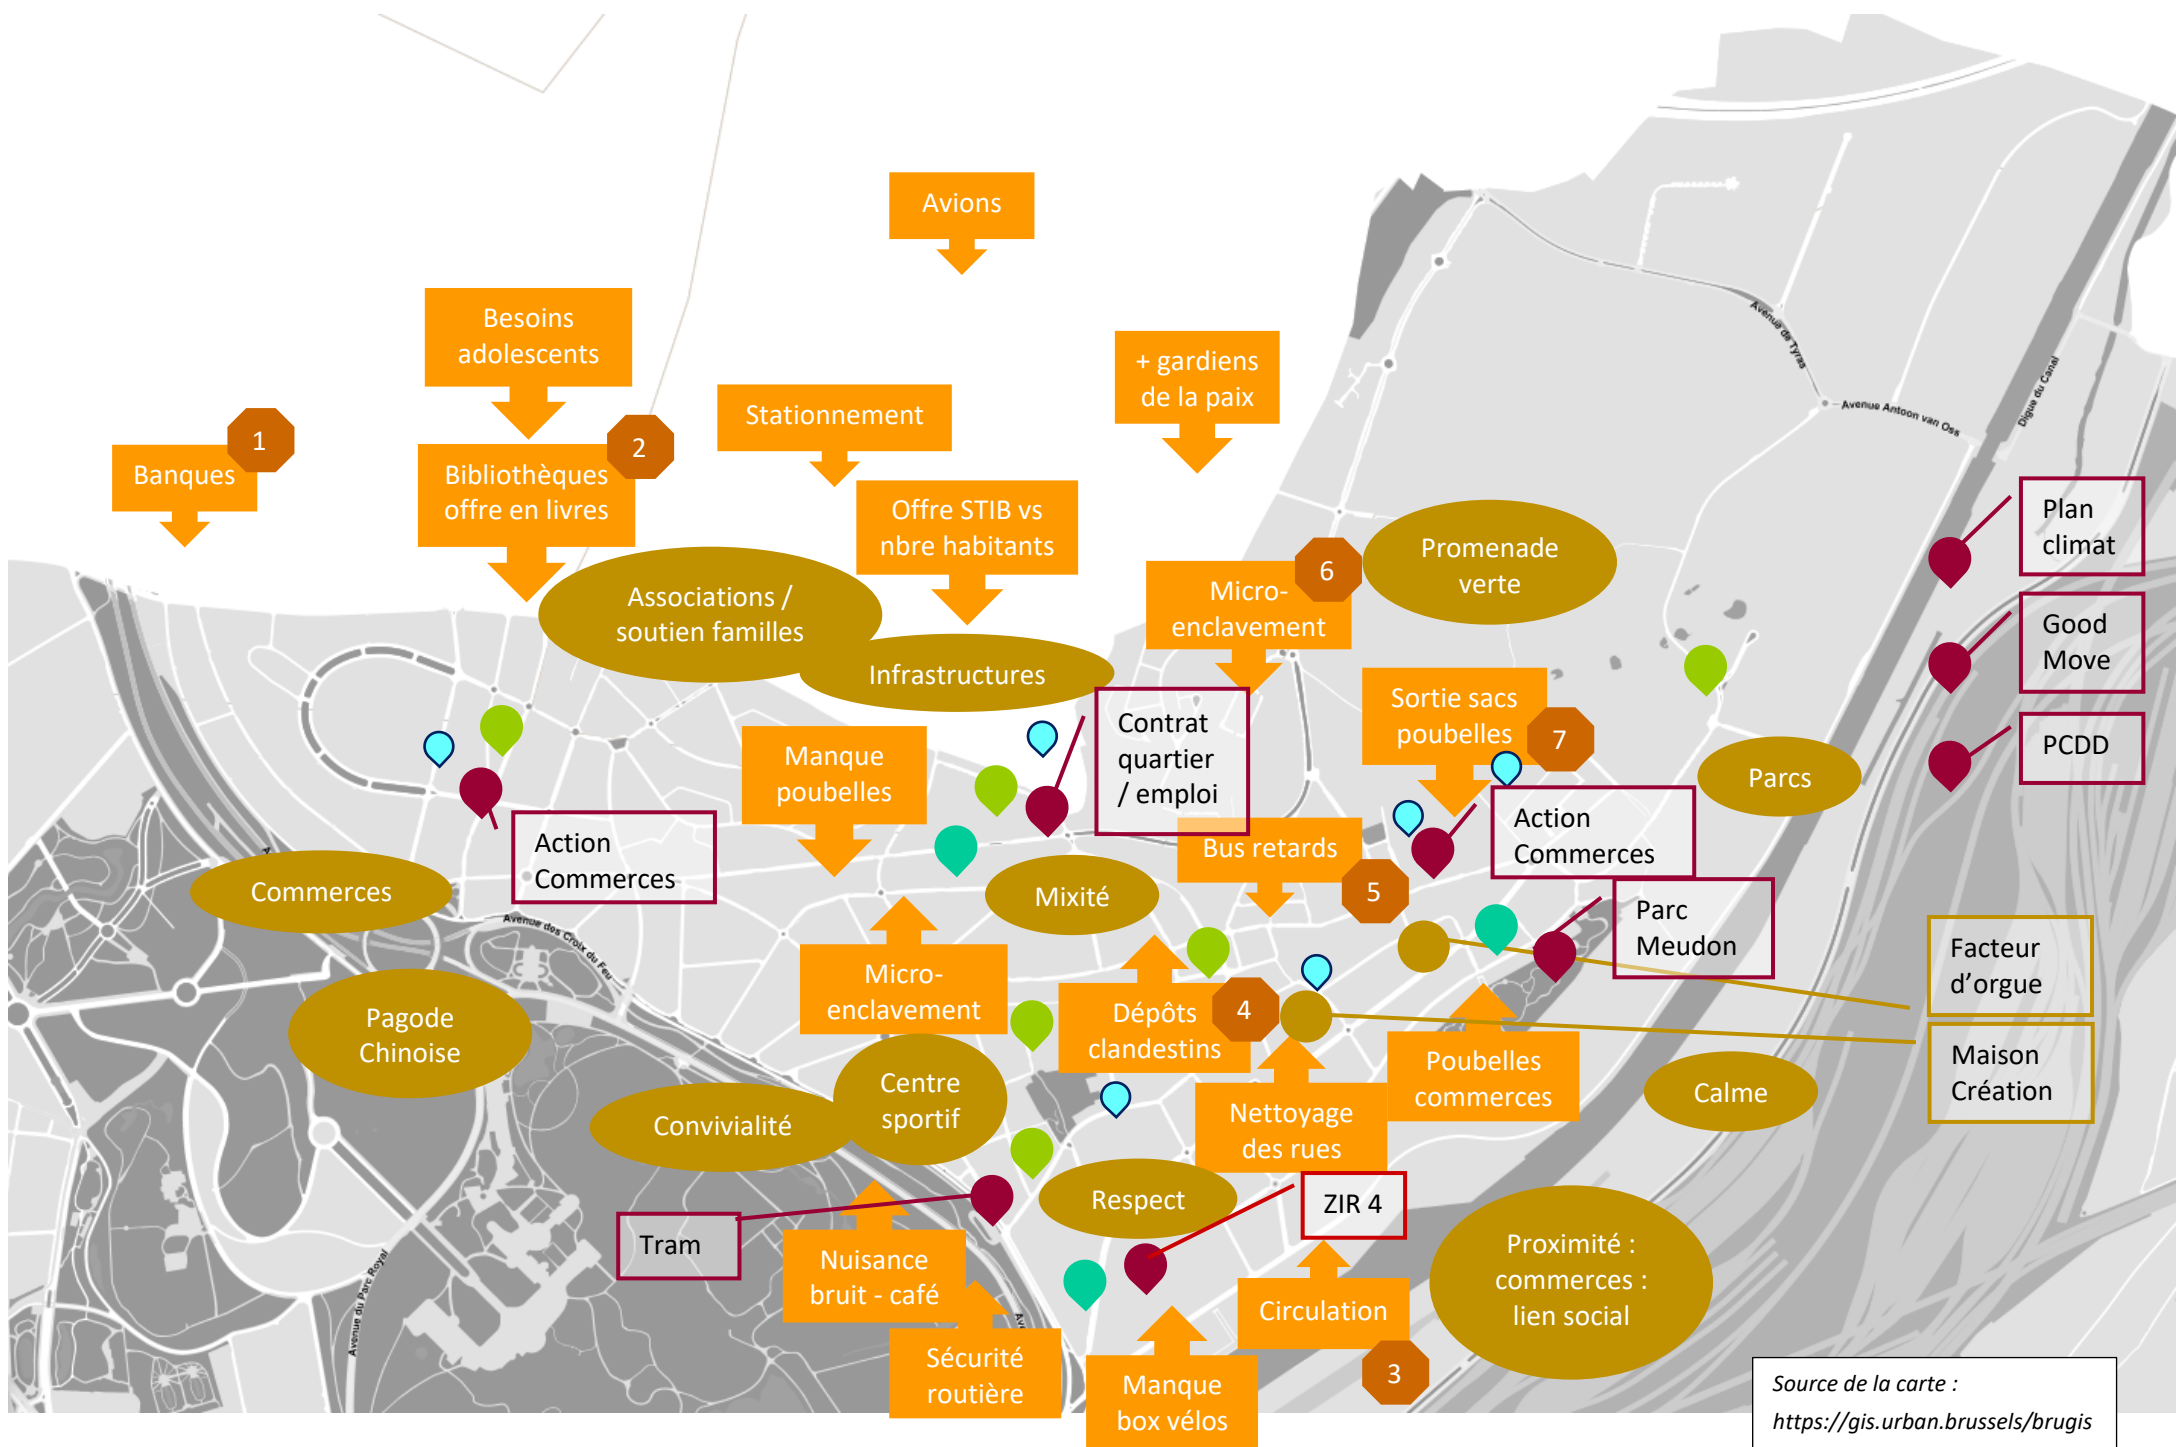 Avions
Besoins
adolescents
+ gardiens
de la paix
Stationnement
1
Banques
2
Bibliothèques
offre en livres
Offre STIB vs
nbre habitants
Avenue de Tyras
Avenue Antoon van Oss
Digue du Canal
Plan
climat
Good
Move
PCDD
Promenade
verte
6
Micro-
enclavement
Associations /
soutien familles
Infrastructures
Contrat
quartier
/ emploi
Sortie sacs
poubelles
7
Parcs
Manque
poubelles
Action
Commerces
Action
Commerces
Bus retards
5
Commerces
Mixité
Parc
Meudon
Avenue des Croix du Feu
Facteur
d'orgue
Maison
Création
Pagode
Chinoise
Micro-
enclavement
Dépôts
clandestins
4
Poubelles
commerces
Centre
sportif
Convivialité
Calme
Nettoyage
des rues
Respect
ZIR 4
Tram
Nuisance
bruit - café
Proximité :
commerces :
lien social
Circulation
3
Avenue du Parc Royal
Ave
Sécurité
routière
Manque
box vélos
Source de la carte :
https://gis.urban.brussels/brugis